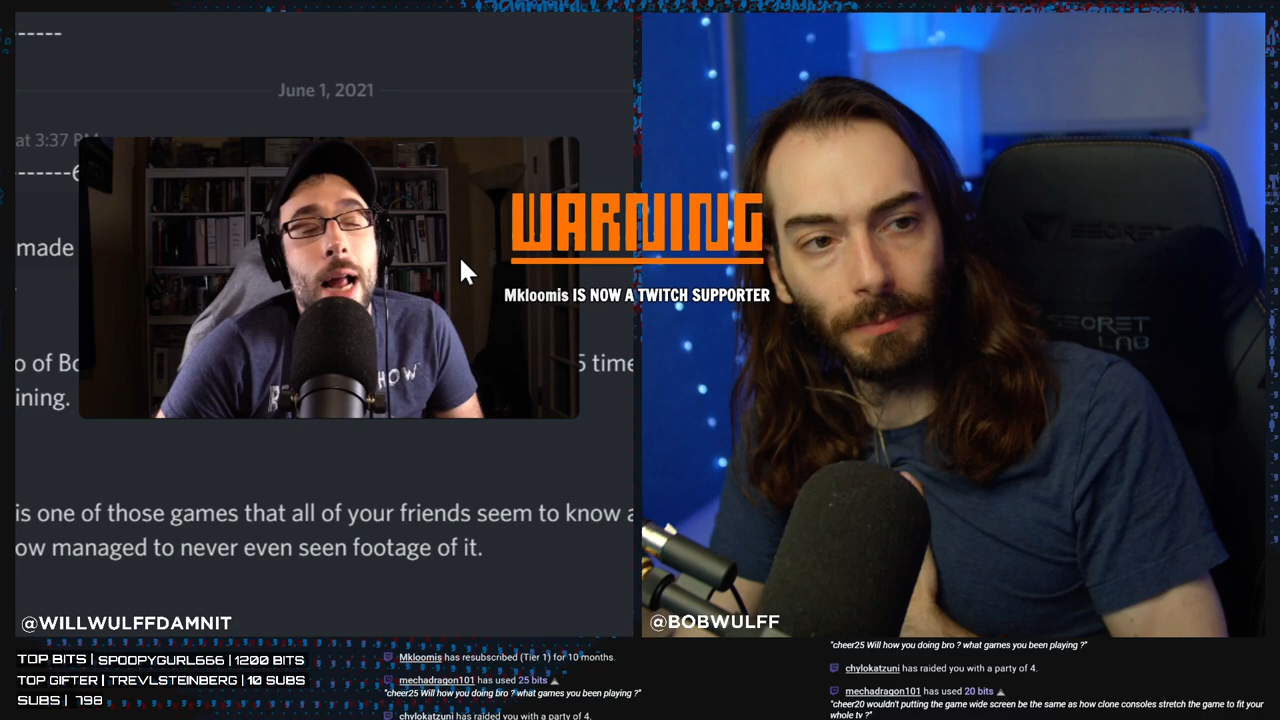 ------
June 1, 2021
at 3:37 PM
------6
made
WARNING
Mkloomis IS NOW A TWITCH SUPPORTER
SECRET
SECRET
LAB
o of Bo
5 time
ining.
HOW
is one of those games that all of your friends seem to know a
ow managed to never even seen footage of it.
@WILLWULFFDAMNIT
@BOBWULFF
TOP BITS | SPOOPYGURL666 | 1200 BITS
TOP GIFTER | TREVLSTEINBERG | 10 SUBS
SUBS | 798
Mkloomis has resubscribed (Tier 1) for 10 months.
mechadragon101 has used 25 bits
"cheer25 Will how you doing bro ? what games you been playing ?"
chylokatzuni has raided you with a party of 4.
"cheer25 Will how you doing bro ? what games you been playing ?"
chylokatzuni has raided you with a party of 4.
mechadragon101 has used 20 bits
"cheer20 wouldn't putting the game wide screen be the same as how clone consoles stretch the game to fit your
whole tv ?"